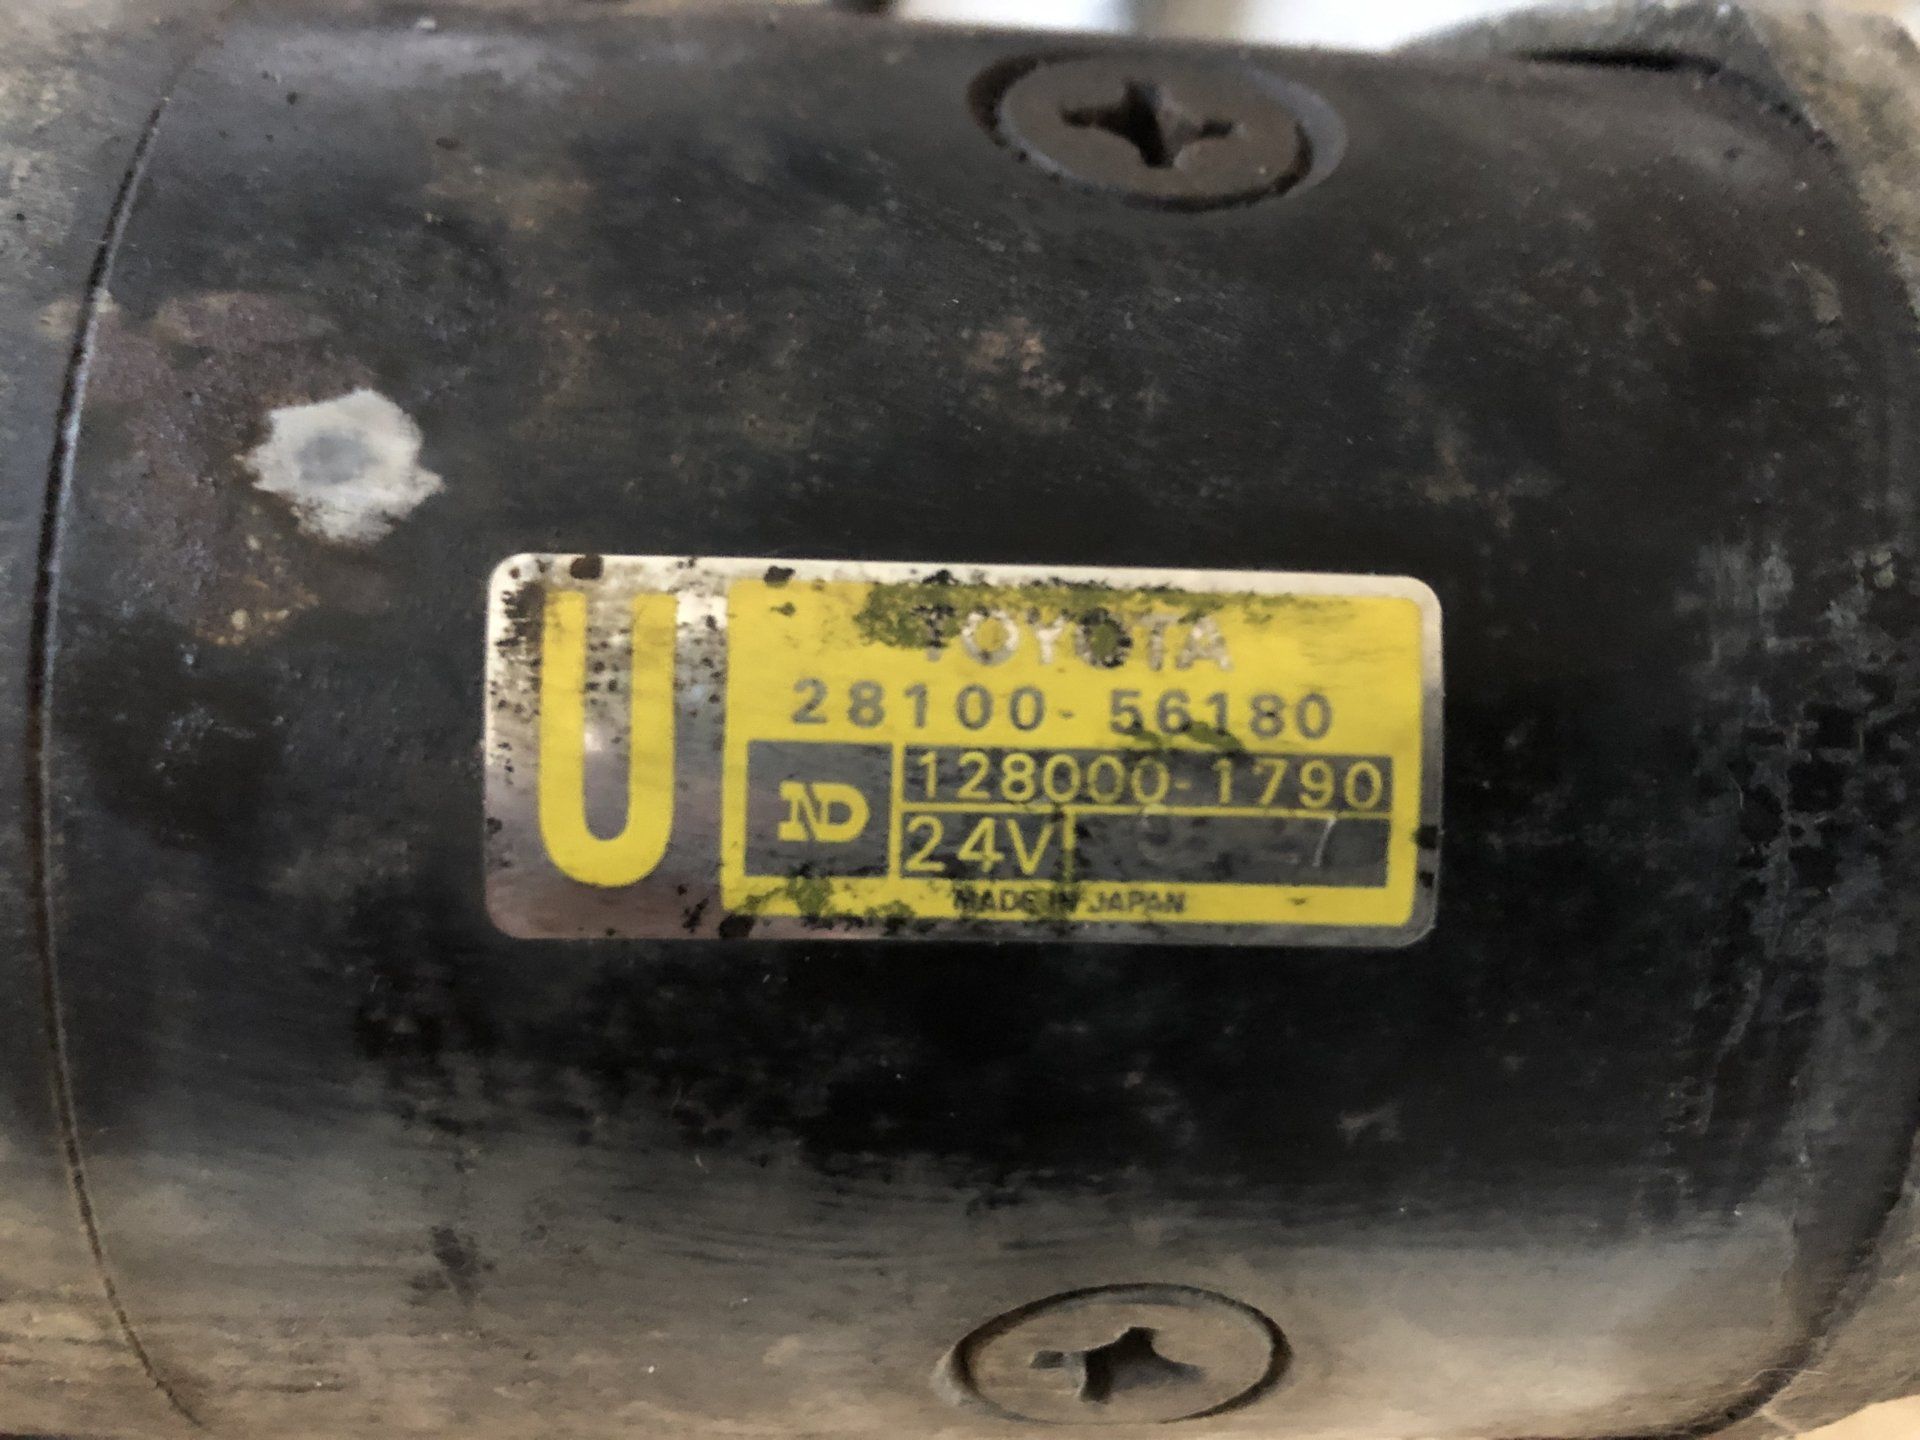 U
TOYOTA
28100-56180
ND
128000-1790
24V
MADE IN JAPAN